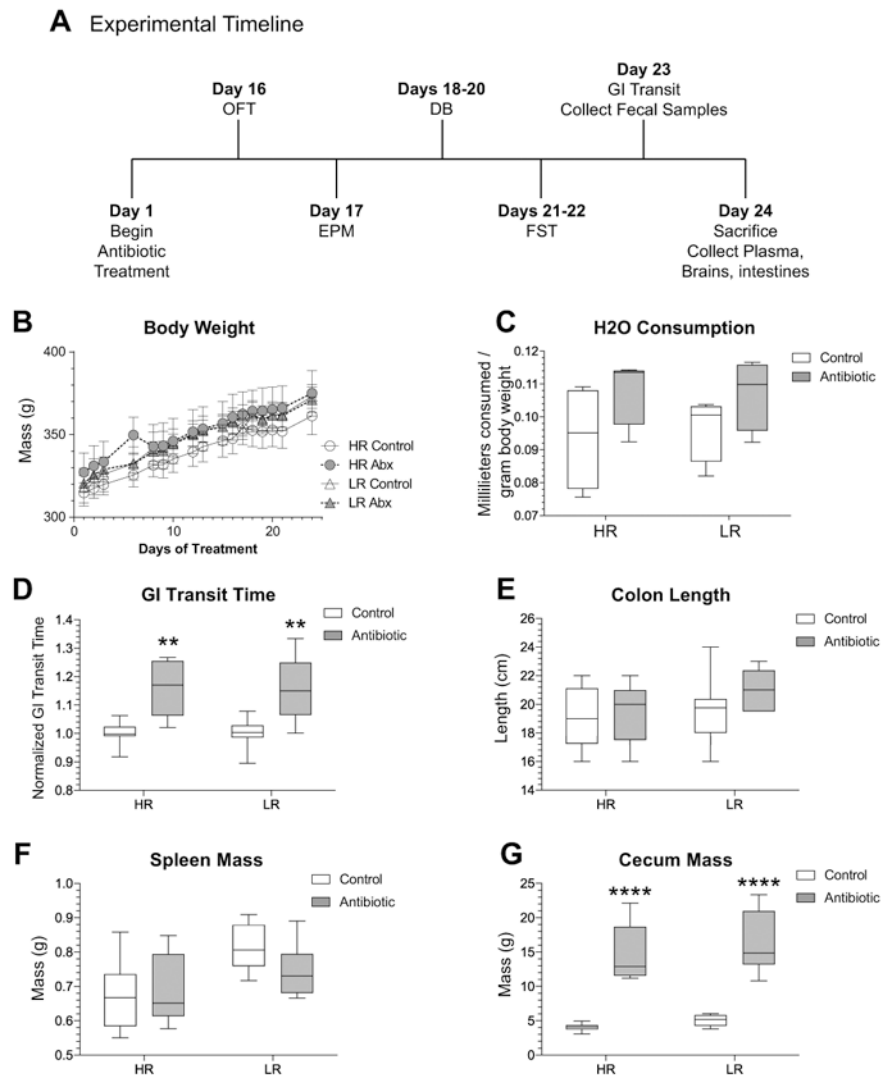 A Experimental Timeline
Day 16
OFT
Days 18-20
DB
Day 23
GI Transit
Collect Fecal Samples
Day 1
Begin
Antibiotic
Treatment
Day 17
EPM
Days 21-22
FST
Day 24
Sacrifice
Collect Plasma,
Brains, intestines
B Body Weight
400
350
300
Mass (g)
0 10 20
Days of Treatment
HR Control
HR Abx
LR Control
LR Abx
C H2O Consumption
Control
Antibiotic
0.12
0.11
0.10
0.09
0.08
0.07
Millilieters consumed /
gram body weight
HR LR
D GI Transit Time
Control
Antibiotic
1.4
1.3
1.2
1.1
1.0
0.9
0.8
Normalized GI Transit Time
** **
HR LR
E Colon Length
Control
Antibiotic
26
24
22
20
18
16
14
Length (cm)
HR LR
F Spleen Mass
Control
Antibiotic
1.0
0.9
0.8
0.7
0.6
0.5
Mass (g)
HR LR
G Cecum Mass
Control
Antibiotic
25
20
15
10
5
0
Mass (g)
**** ****
HR LR